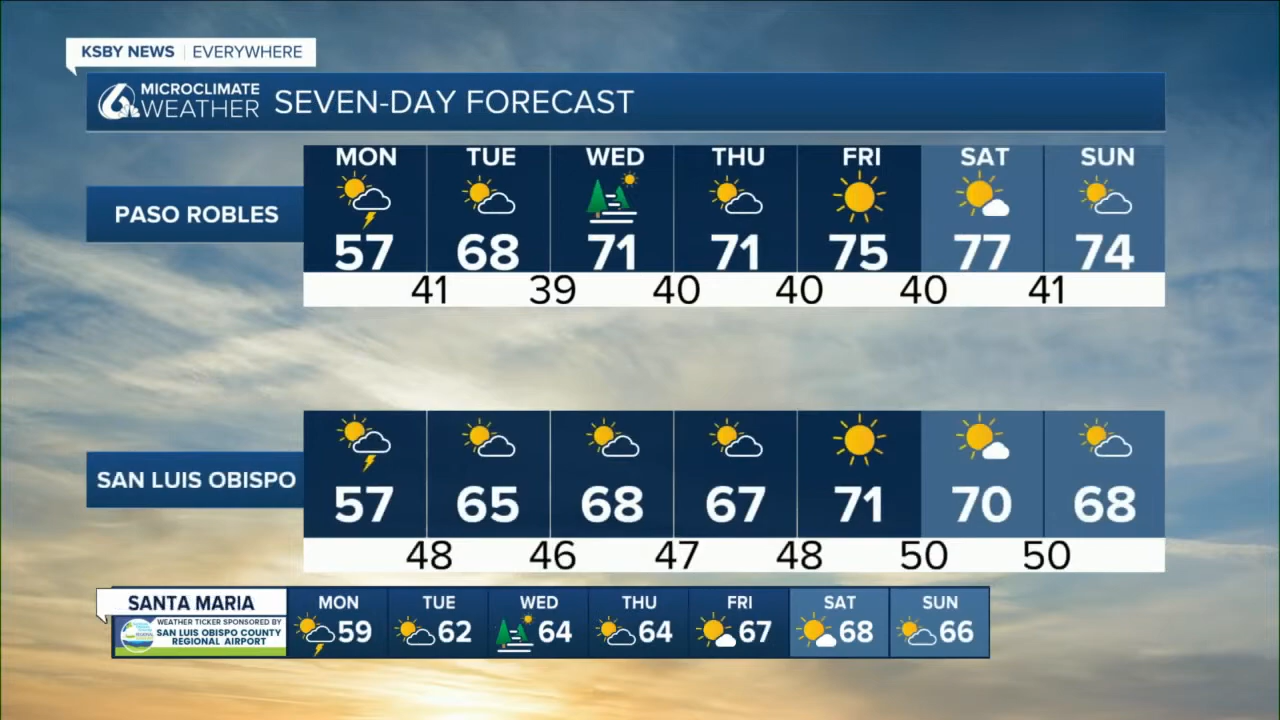 KSBY NEWS | EVERYWHERE
6 MICROCLIMATE WEATHER SEVEN-DAY FORECAST
MON TUE WED THU FRI SAT SUN
PASO ROBLES
57 68 71 71 75 77 74
41 39 40 40 40 41
SAN LUIS OBISPO
57 65 68 67 71 70 68
48 46 47 48 50 50
SANTA MARIA
WEATHER TICKER SPONSORED BY
SAN LUIS OBISPO COUNTY
REGIONAL AIRPORT
MON TUE WED THU FRI SAT SUN
59 62 64 64 67 68 66